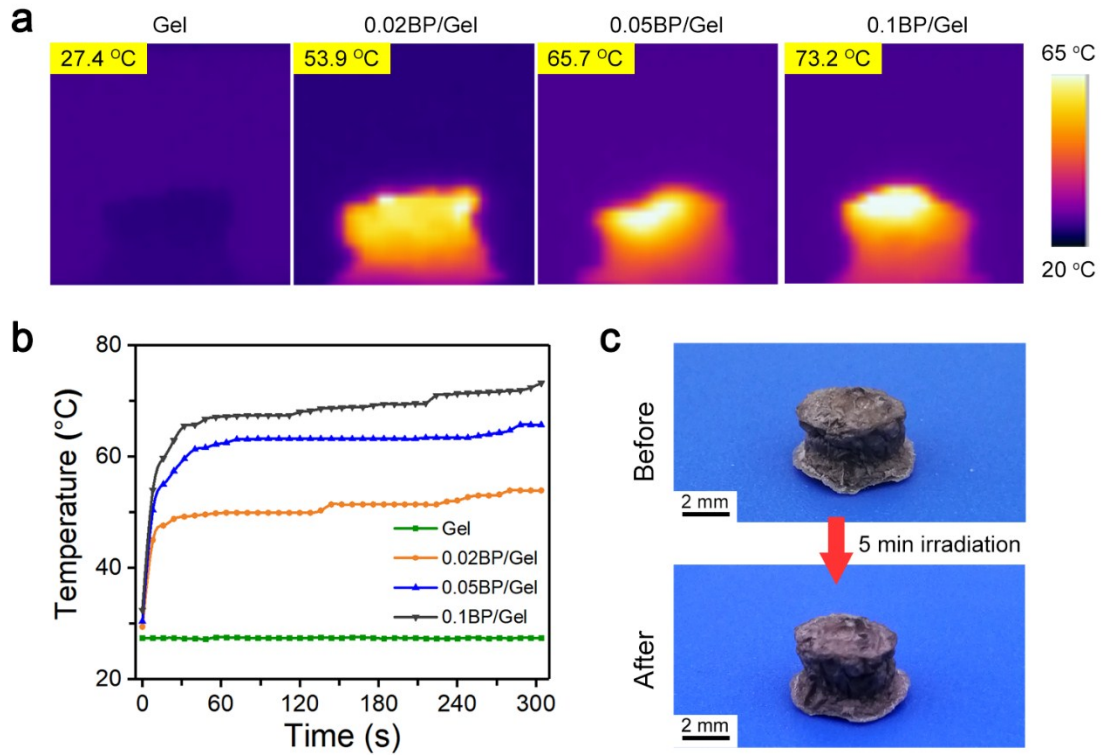 a
Gel
0.02BP/Gel
0.05BP/Gel
0.1BP/Gel
27.4 °C
53.9 °C
65.7 °C
73.2 °C
65 °C
20 °C
b
80
60
40
20
Temperature (°C)
Gel
0.02BP/Gel
0.05BP/Gel
0.1BP/Gel
0
60
120
180
240
300
Time (s)
c
Before
2 mm
5 min irradiation
After
2 mm